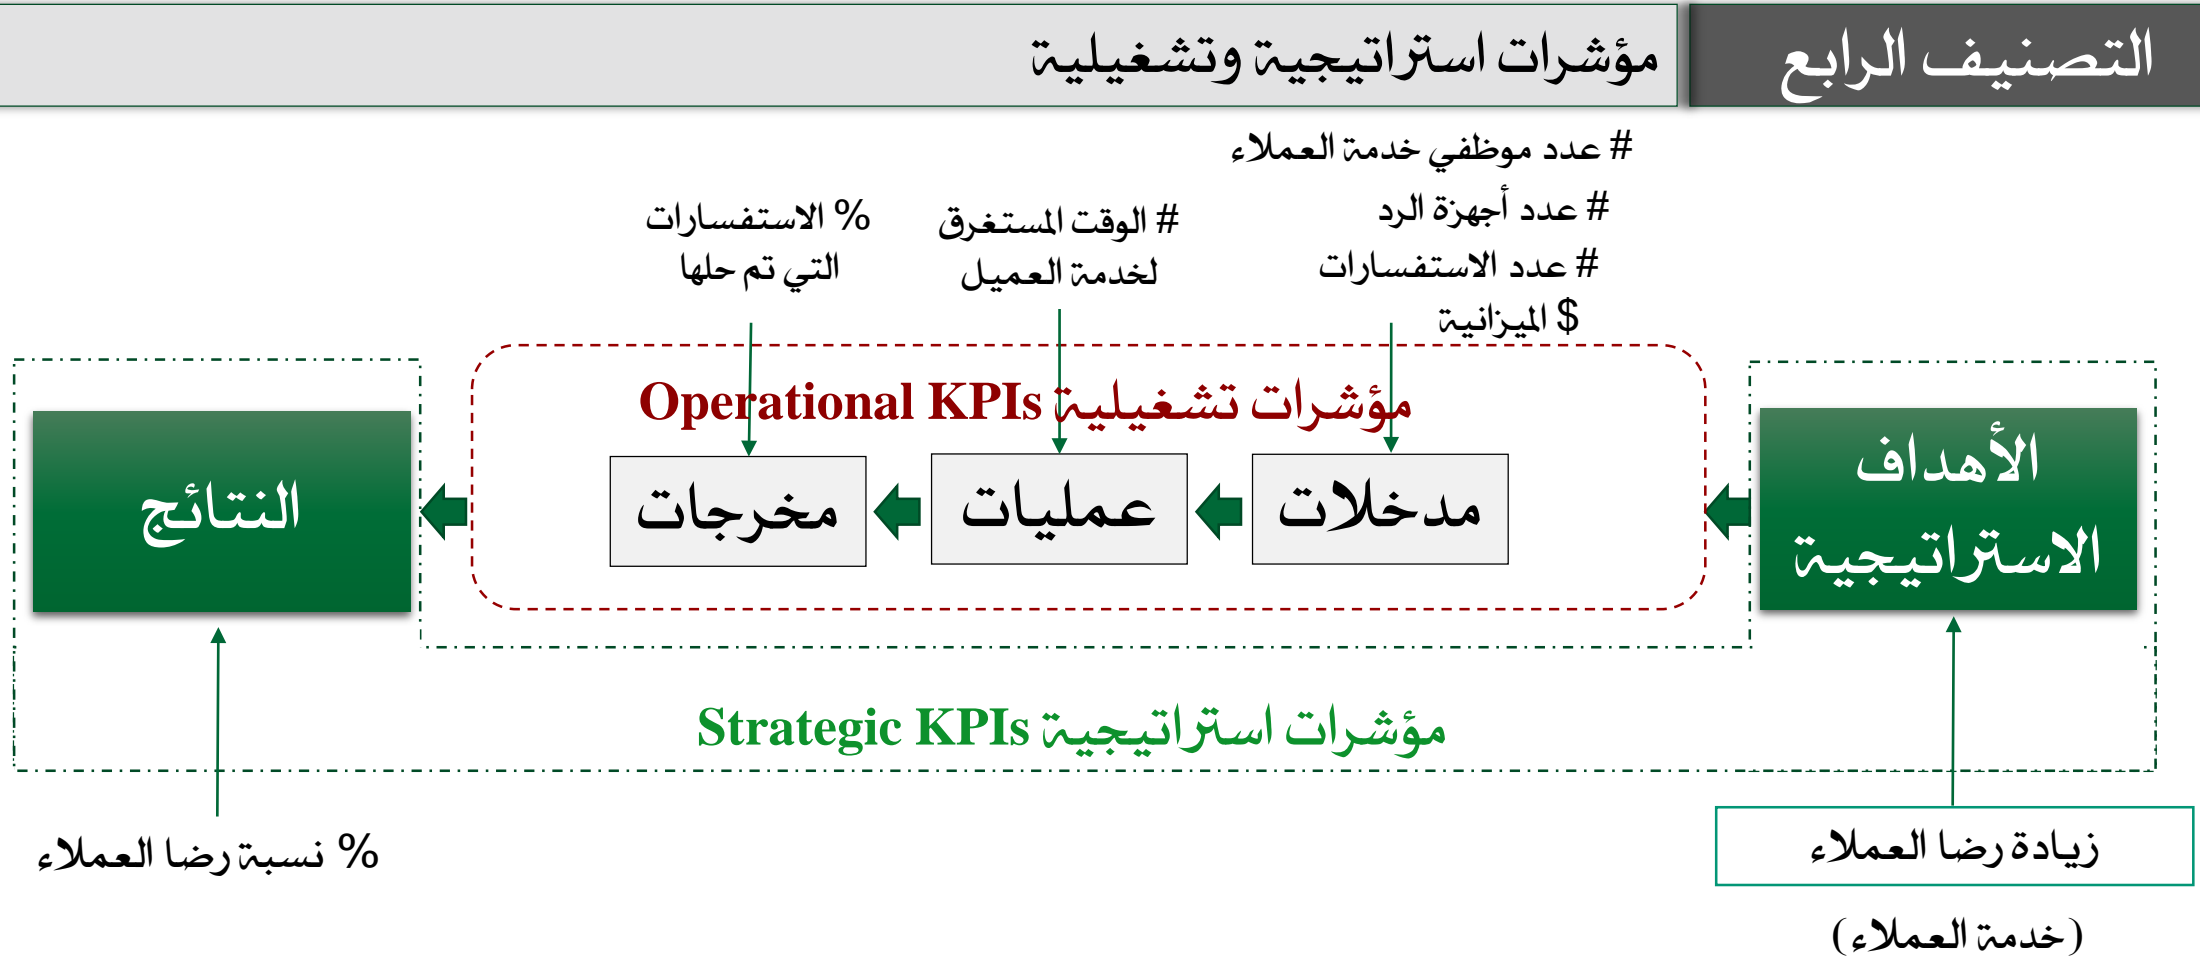 التصنيف الرابع
مؤشرات استراتيجية وتشغيلية
# عدد موظفي خدمة العملاء
# عدد أجهزة الرد
# عدد الاستفسارات
$ الميزانية
# الوقت المستغرق
لخدمة العميل
% الاستفسارات
التي تم حلها
مؤشرات تشغيلية Operational KPIs
الأهداف
الاستراتيجية
مدخلات
عمليات
مخرجات
النتائج
مؤشرات استراتيجية Strategic KPIs
زيادة رضا العملاء
(خدمة العملاء)
% نسبة رضا العملاء